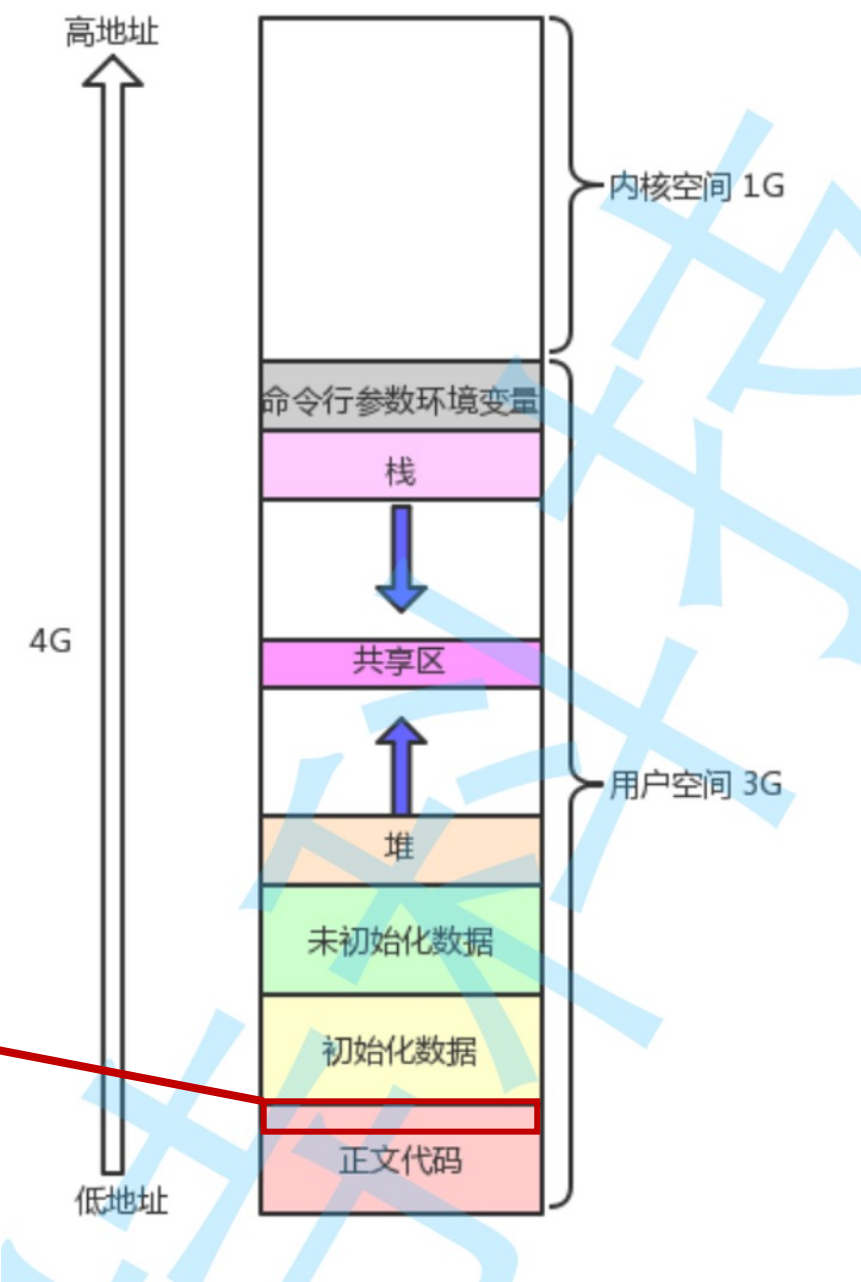 高地址
内核空间 1G
命令行参数环境变量
栈
4G
共享区
用户空间 3G
堆
未初始化数据
初始化数据
正文代码
低地址